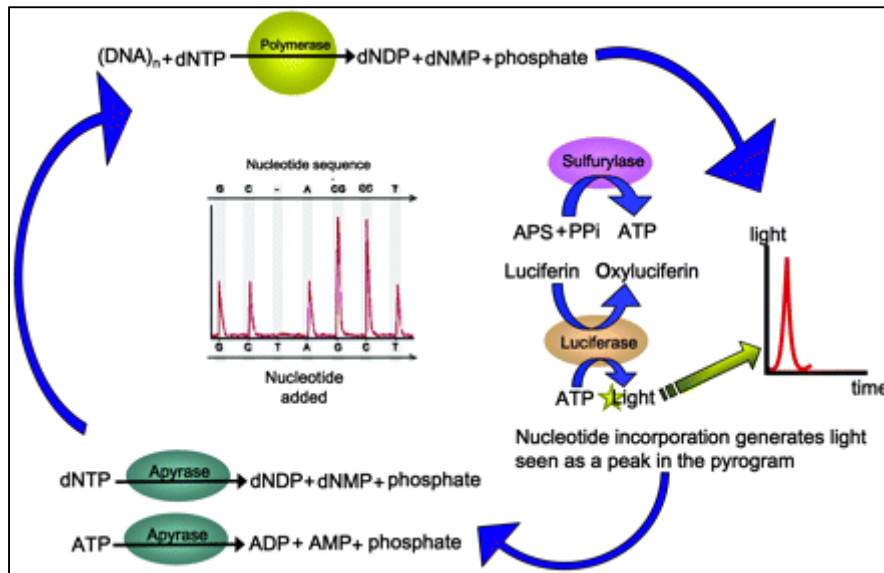 (DNA)n+dNTP Polymerase dNDP+dNMP+phosphate
Nucleotide sequence
G C - A GG CC T
G C T A G C T
Nucleotide
added
Sulfurylase
APS+PPi ATP
Luciferin Oxyluciferin
Luciferase
ATP Light
light
time
Nucleotide incorporation generates light
seen as a peak in the pyrogram
dNTP Apyrase dNDP+dNMP+phosphate
ATP Apyrase ADP+AMP+phosphate